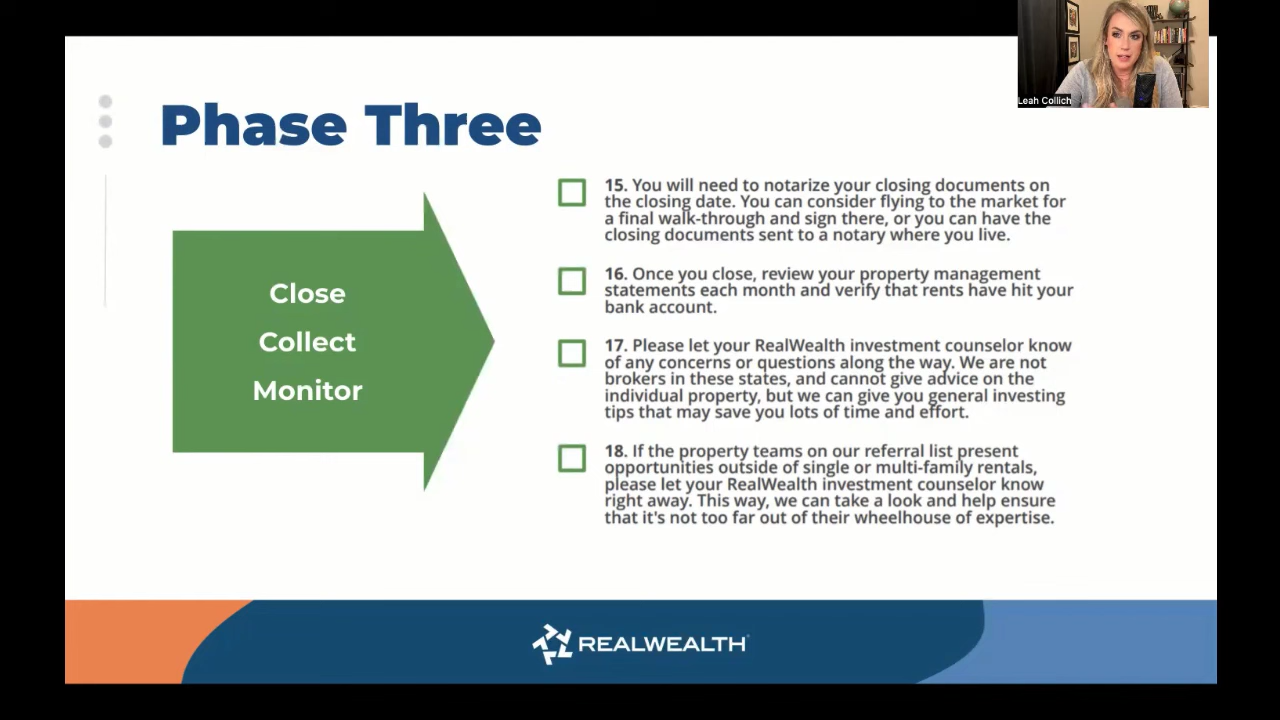 Leah Collich
Phase Three
Close
Collect
Monitor
15. You will need to notarize your closing documents on
the closing date. You can consider flying to the market for
a final walk-through and sign there, or you can have the
closing documents sent to a notary where you live.
16. Once you close, review your property management
statements each month and verify that rents have hit your
bank account.
17. Please let your RealWealth investment counselor know
of any concerns or questions along the way. We are not
brokers in these states, and cannot give advice on the
individual property, but we can give you general investing
tips that may save you lots of time and effort.
18. If the property teams on our referral list present
opportunities outside of single or multi-family rentals,
please let your RealWealth investment counselor know
right away. This way, we can take a look and help ensure
that it's not too far out of their wheelhouse of expertise.
REALWEALTH